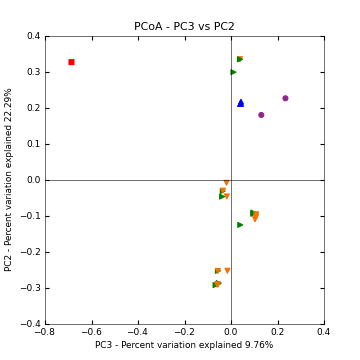 PCoA - PC3 vs PC2
PC2 - Percent variation explained 22.29%
0.4
0.3
0.2
0.1
0.0
−0.1
−0.2
−0.3
−0.4
−0.8 −0.6 −0.4 −0.2 0.0 0.2 0.4
PC3 - Percent variation explained 9.76%